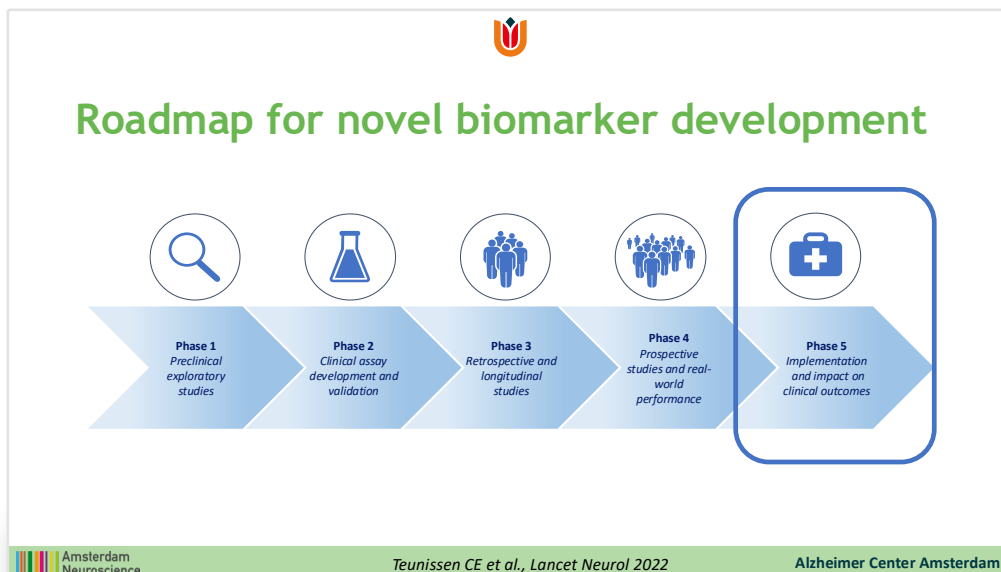 Roadmap for novel biomarker development
Phase 1
Preclinical
exploratory
studies
Phase 2
Clinical assay
development and
validation
Phase 3
Retrospective and
longitudinal
studies
Phase 4
Prospective
studies and real-
world
performance
Phase 5
Implementation
and impact on
clinical outcomes
Amsterdam
Neuroscience
Teunissen CE et al., Lancet Neurol 2022
Alzheimer Center Amsterdam